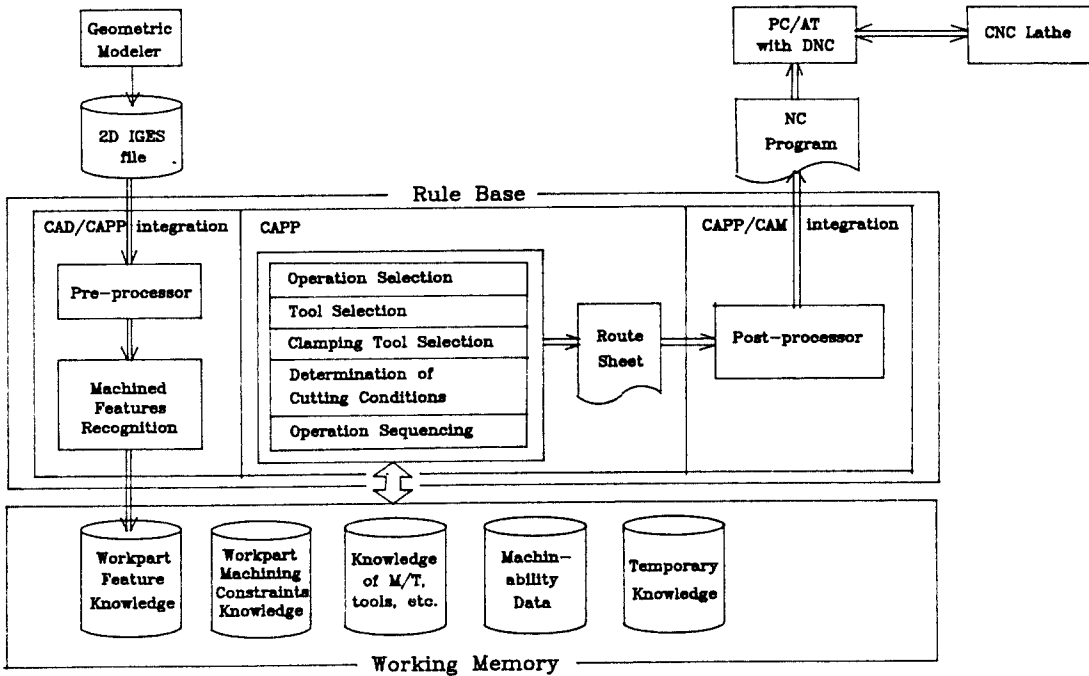 Geometric
Modeler
2D IGES
file
PC/AT
with DNC
CNC Lathe
NC
Program
Rule Base
CAD/CAPP integration
CAPP
CAPP/CAM integration
Pre-processor
Machined
Features
Recognition
Operation Selection
Tool Selection
Clamping Tool Selection
Determination of
Cutting Conditions
Operation Sequencing
Route
Sheet
Post-processor
Workpart
Feature
Knowledge
Workpart
Machining
Constraints
Knowledge
Knowledge
of M/T,
tools, etc.
Machin-
ability
Data
Temporary
Knowledge
Working Memory